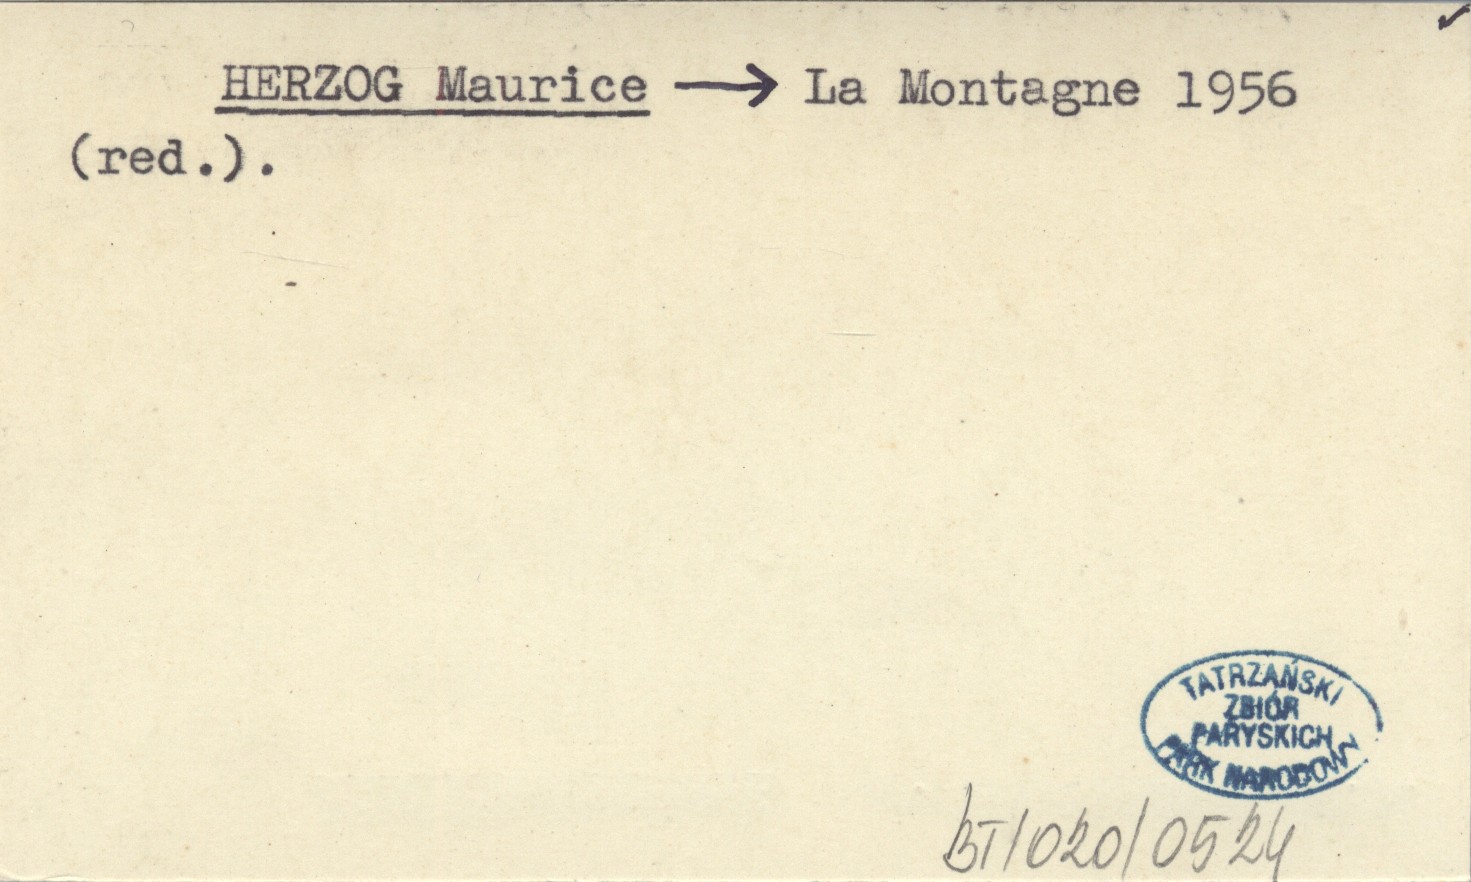 HERZOG Maurice → La Montagne 1956
(red.).
TATRZAŃSKI
ZBIÓR
PARYSKICH
PARK NARODOWY
BT/020/0524